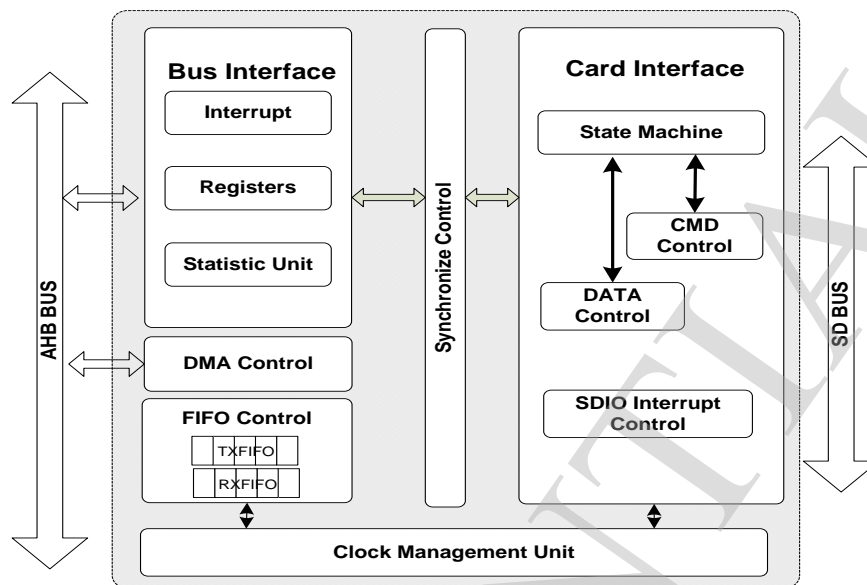 AHB BUS
Bus Interface
Interrupt
Registers
Statistic Unit
DMA Control
FIFO Control
TXFIFO
RXFIFO
Synchronize Control
Card Interface
State Machine
CMD
Control
DATA
Control
SDIO Interrupt
Control
SD BUS
Clock Management Unit
NTIAL